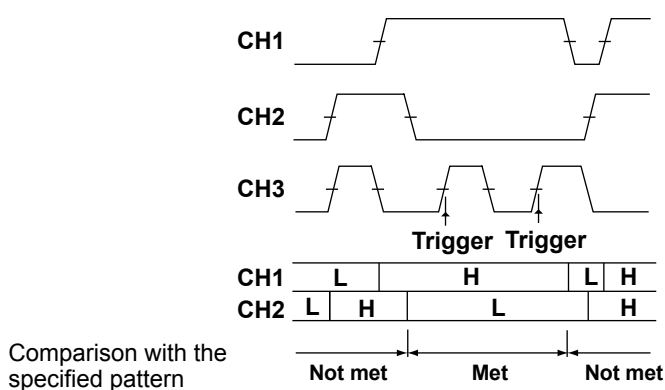 CH1
CH2
CH3
Trigger Trigger
CH1 L H L H
CH2 L H L H
Comparison with the
specified pattern
Not met Met Not met